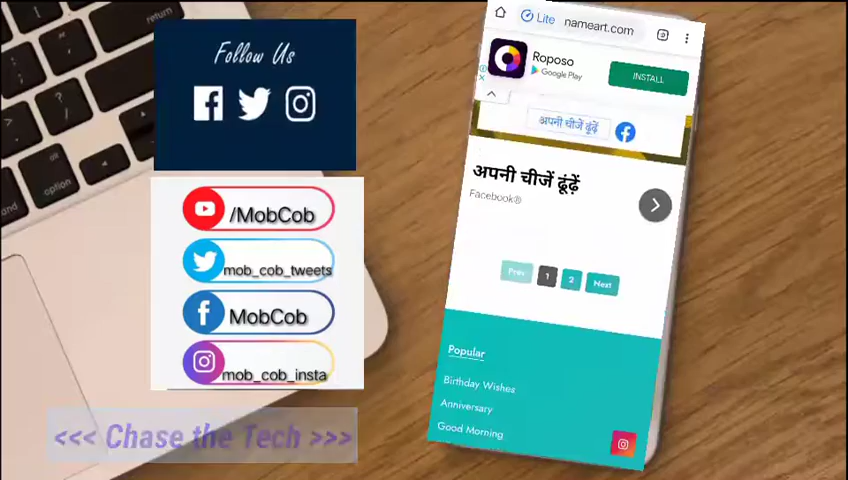 Follow Us
/MobCob
mob_cob_tweets
MobCob
mob_cob_insta
<<< Chase the Tech >>>
option
Lite nameart.com
Roposo
Google Play
INSTALL
अपनी चीजें ढूंढ़ें
अपनी चीजें ढूंढ़ें
Facebook®
Prev 1 2 Next
Popular
Birthday Wishes
Anniversary
Good Morning